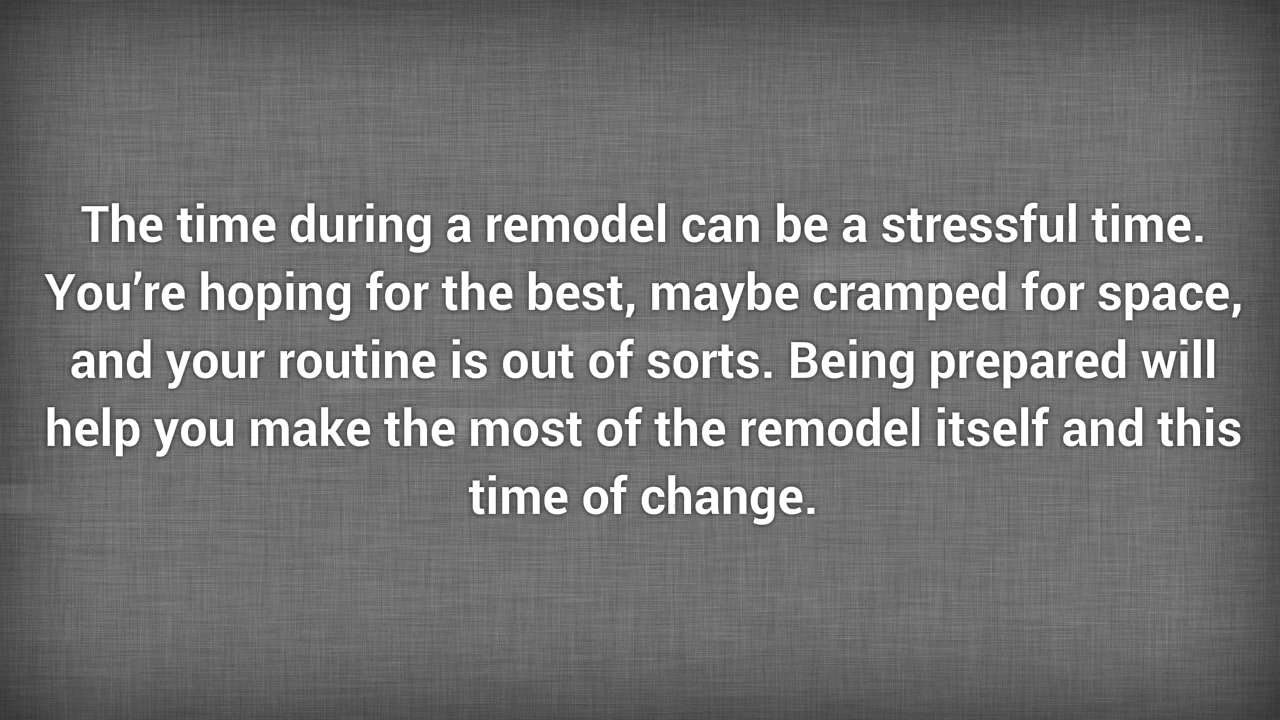 The time during a remodel can be a stressful time.
You’re hoping for the best, maybe cramped for space,
and your routine is out of sorts. Being prepared will
help you make the most of the remodel itself and this
time of change.